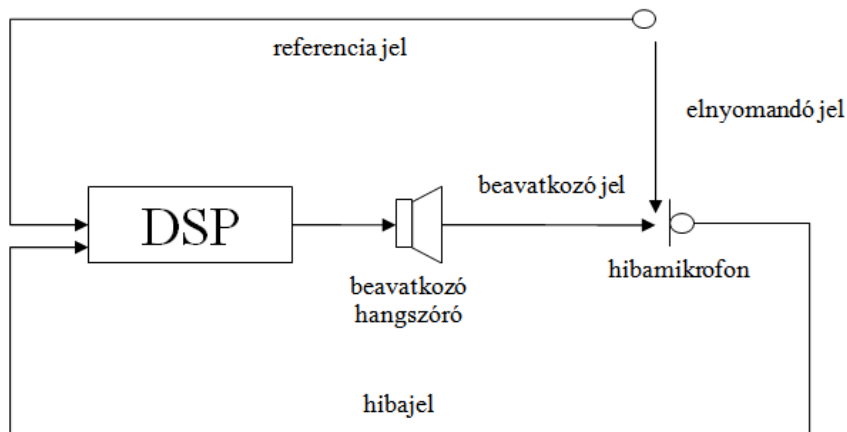 referencia jel
elnyomandó jel
beavatkozó jel
DSP
hibamikrofon
beavatkozó
hangszóró
hibajel